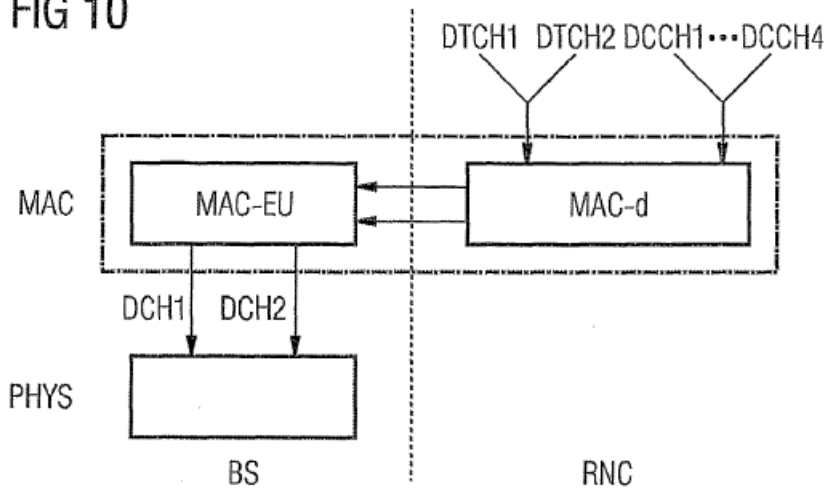 FIG 10
DTCH1 DTCH2 DCCH1•••DCCH4
MAC
MAC-EU
MAC-d
DCH1
DCH2
PHYS
BS
RNC